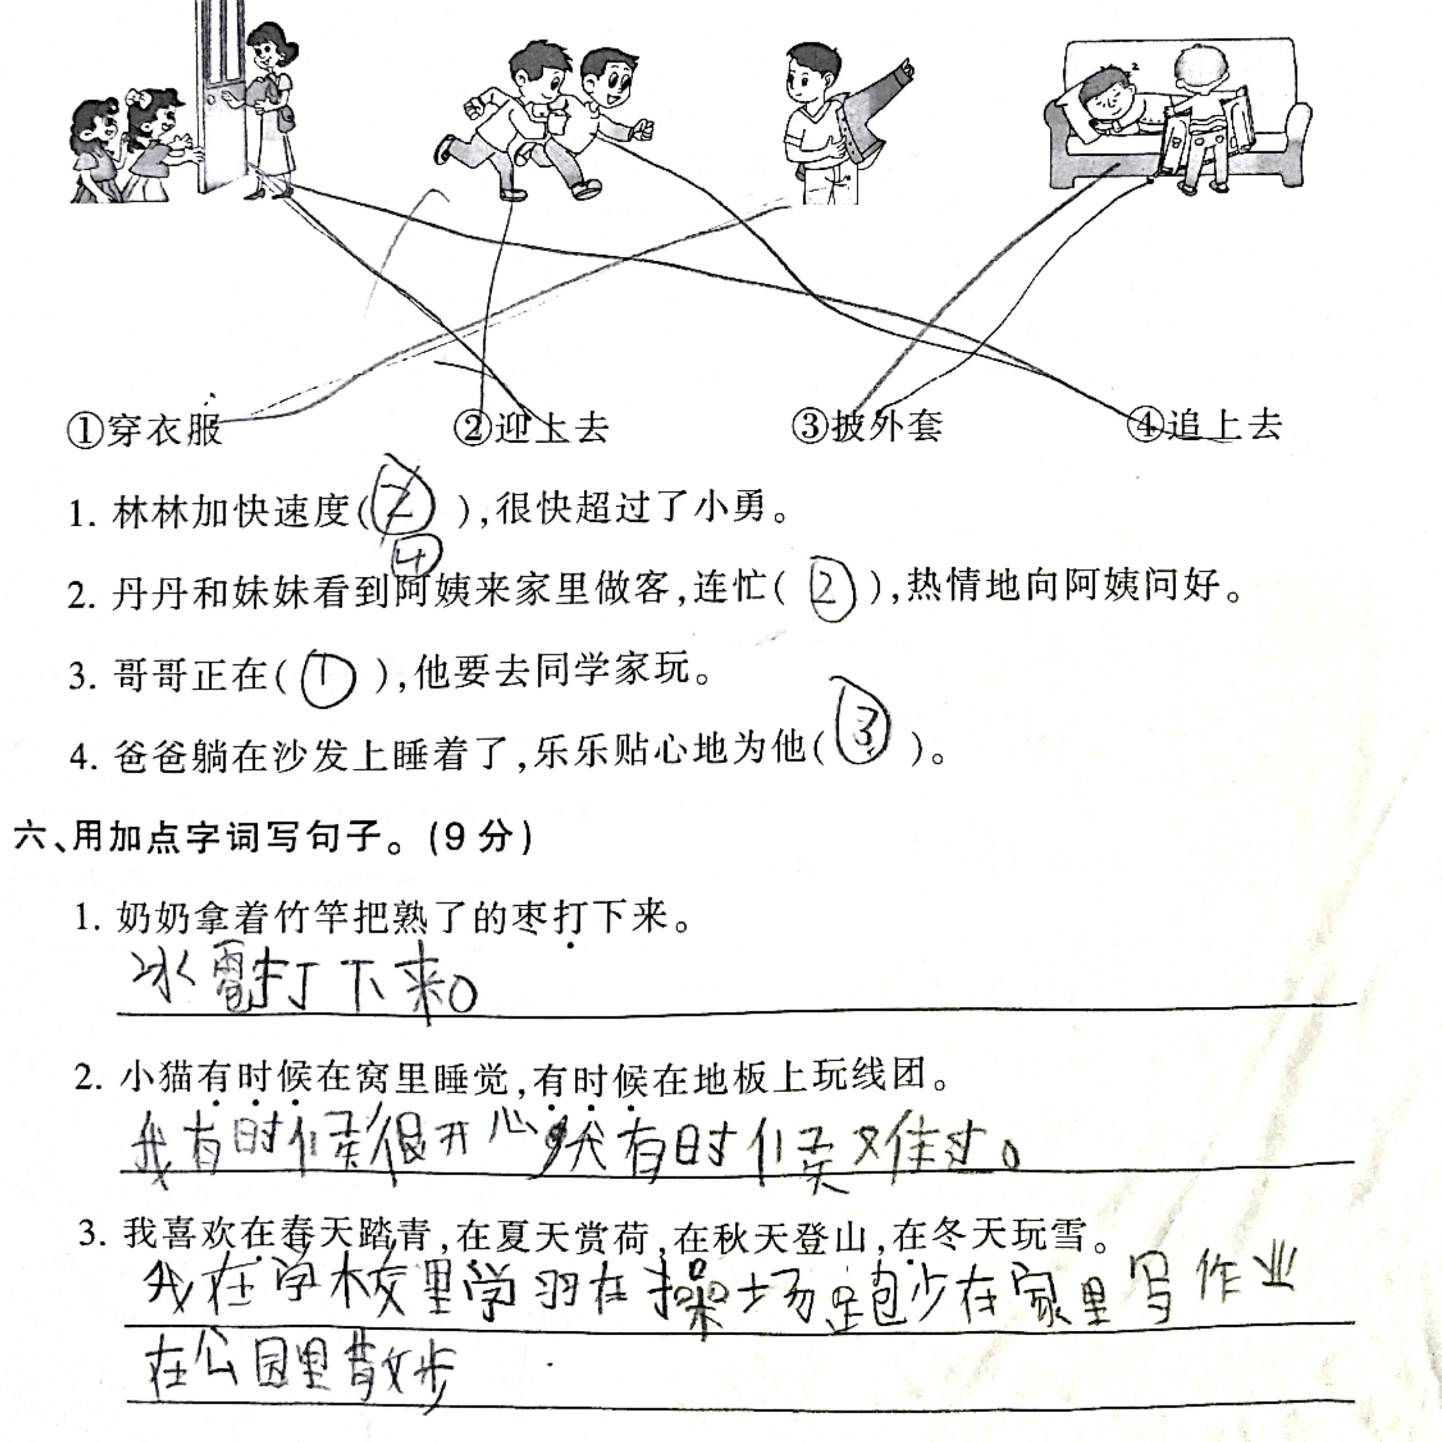 ①穿衣服 ②迎上去 ③披外套 ④追上去
1. 林林加快速度(② ),很快超过了小勇。
④
2. 丹丹和妹妹看到阿姨来家里做客,连忙( ② ),热情地向阿姨问好。
3. 哥哥正在( ① ),他要去同学家玩。
4. 爸爸躺在沙发上睡着了,乐乐贴心地为他( ③ )。
六、用加点字词写句子。(9 分)
1. 奶奶拿着竹竿把熟了的枣打下来。
冰雹打下来。
2. 小猫有时候在窝里睡觉,有时候在地板上玩线团。
我有时候很开心 有时候难过。
3. 我喜欢在春天踏青,在夏天赏荷,在秋天登山,在冬天玩雪。
我在学校里学习在操场跑步在家里写作业
在公园里散步